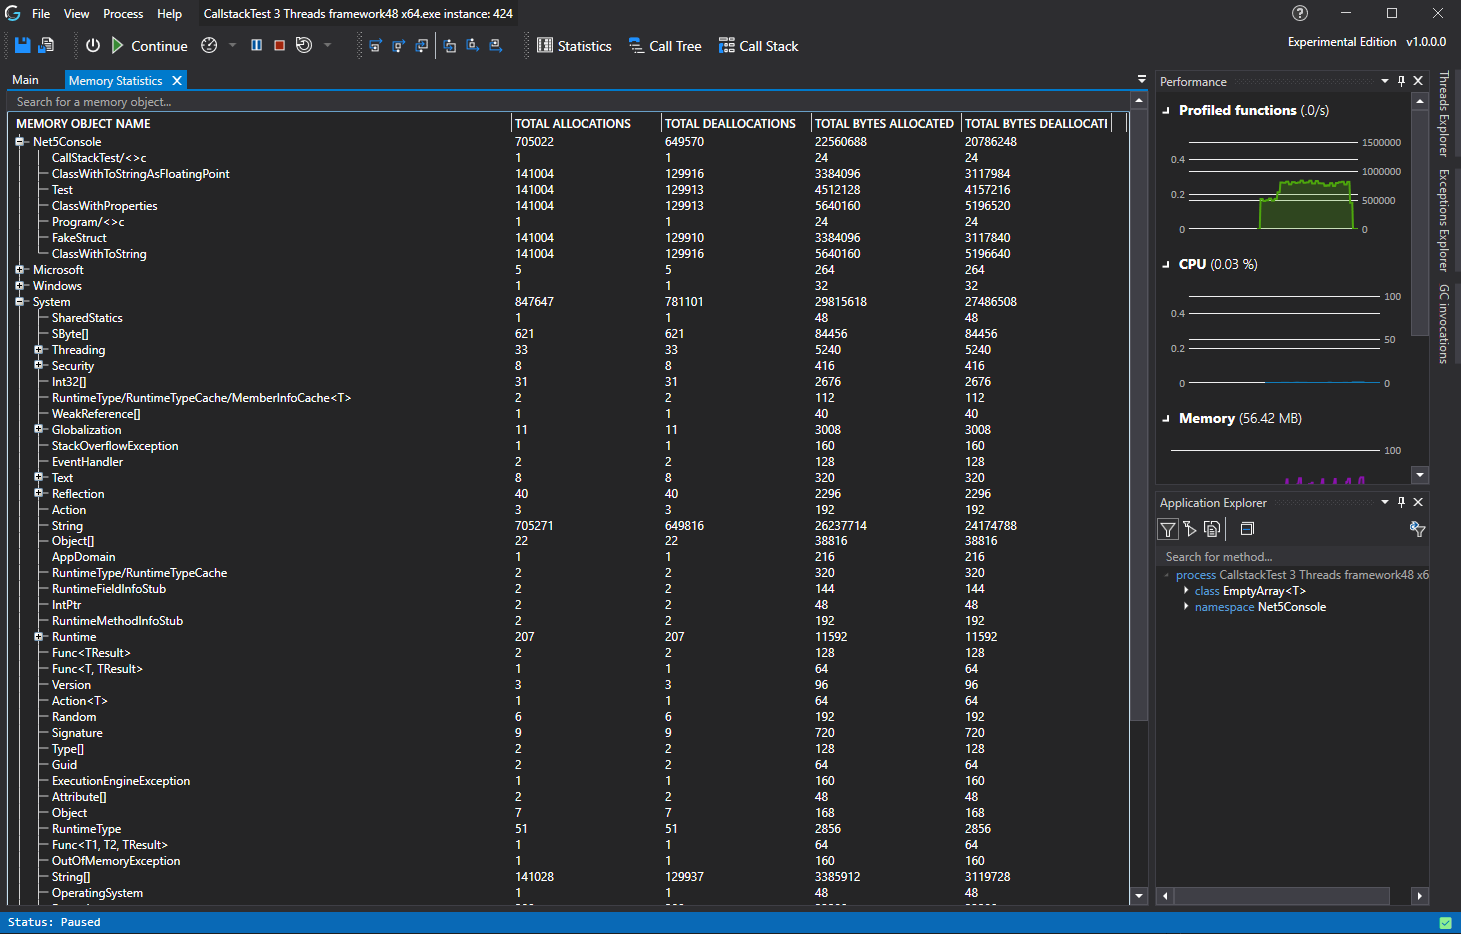 File View Process Help CallstackTest 3 Threads framework48 x64.exe instance: 424
Continue Statistics Call Tree Call Stack Experimental Edition v1.0.0.0
Main Memory Statistics
Search for a memory object...
MEMORY OBJECT NAME TOTAL ALLOCATIONS TOTAL DEALLOCATIONS TOTAL BYTES ALLOCATED TOTAL BYTES DEALLOCATI
Net5Console 705022 649570 22560688 20786248
CallStackTest/<>c 1 1 24 24
ClassWithToStringAsFloatingPoint 141004 129916 3384096 3117984
Test 141004 129913 4512128 4157216
ClassWithProperties 141004 129913 5640160 5196520
Program/<>c 1 1 24 24
FakeStruct 141004 129910 3384096 3117840
ClassWithToString 141004 129916 5640160 5196640
Microsoft 5 5 264 264
Windows 1 1 32 32
System 847647 781101 29815618 27486508
SharedStatics 1 1 48 48
SByte[] 621 621 84456 84456
Threading 33 33 5240 5240
Security 8 8 416 416
Int32[] 31 31 2676 2676
RuntimeType/RuntimeTypeCache/MemberInfoCache<T> 2 2 112 112
WeakReference[] 1 1 40 40
Globalization 11 11 3008 3008
StackOverflowException 1 1 160 160
EventHandler 2 2 128 128
Text 8 8 320 320
Reflection 40 40 2296 2296
Action 3 3 192 192
String 705271 649816 26237714 24174788
Object[] 22 22 38816 38816
AppDomain 1 1 216 216
RuntimeType/RuntimeTypeCache 2 2 320 320
RuntimeFieldInfoStub 2 2 144 144
IntPtr 2 2 48 48
RuntimeMethodInfoStub 2 2 192 192
Runtime 207 207 11592 11592
Func<TResult> 2 2 128 128
Func<T, TResult> 1 1 64 64
Version 3 3 96 96
Action<T> 1 1 64 64
Random 6 6 192 192
Signature 9 9 720 720
Type[] 2 2 128 128
Guid 2 2 64 64
ExecutionEngineException 1 1 160 160
Attribute[] 2 2 48 48
Object 7 7 168 168
RuntimeType 51 51 2856 2856
Func<T1, T2, TResult> 1 1 64 64
OutOfMemoryException 1 1 160 160
String[] 141028 129937 3385912 3119728
OperatingSystem 1 1 48 48
Performance
Profiled functions (.0/s)
1500000
0.4
1000000
0.2
500000
0 0
CPU (0.03 %)
100
0.4
50
0.2
0 0
Memory (56.42 MB)
100
Application Explorer
Search for method...
process CallstackTest 3 Threads framework48 x6
class EmptyArray<T>
namespace Net5Console
Threads Explorer
Exceptions Explorer
GC invocations
Status: Paused